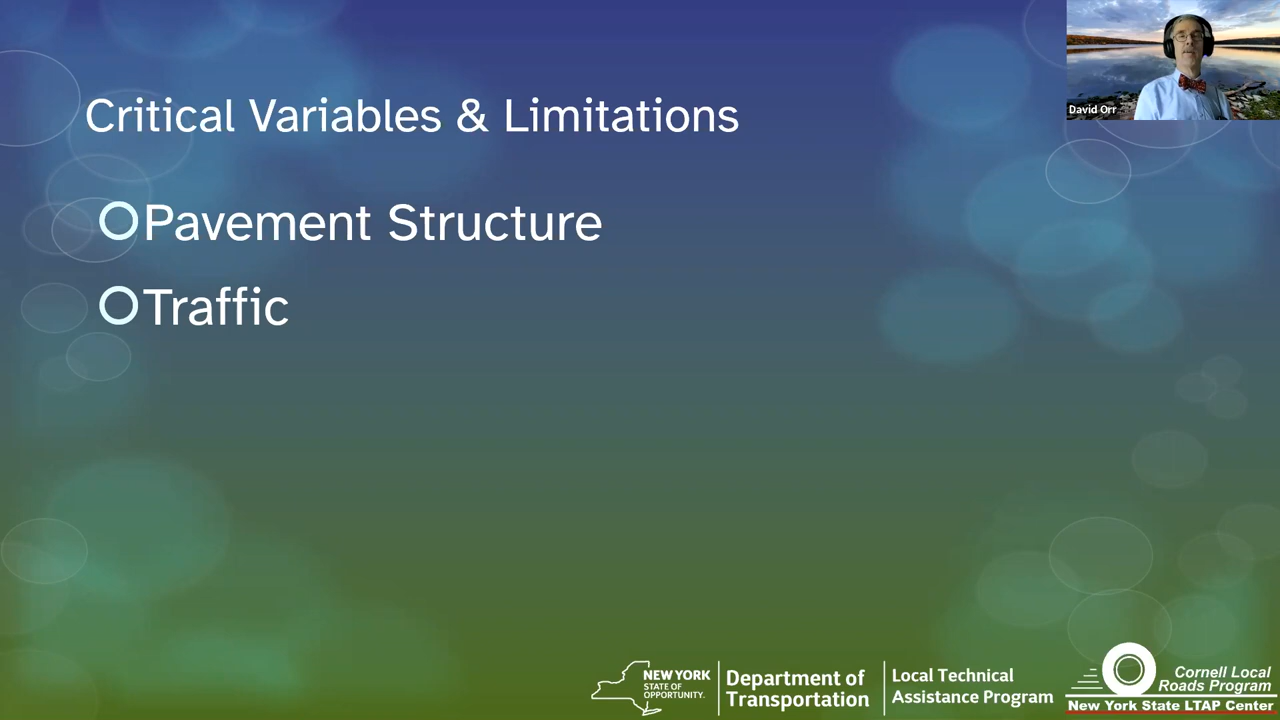 David Orr
Critical Variables & Limitations
Pavement Structure
Traffic
NEW YORK
STATE OF
OPPORTUNITY.
Department of
Transportation
Local Technical
Assistance Program
Cornell Local
Roads Program
New York State LTAP Center